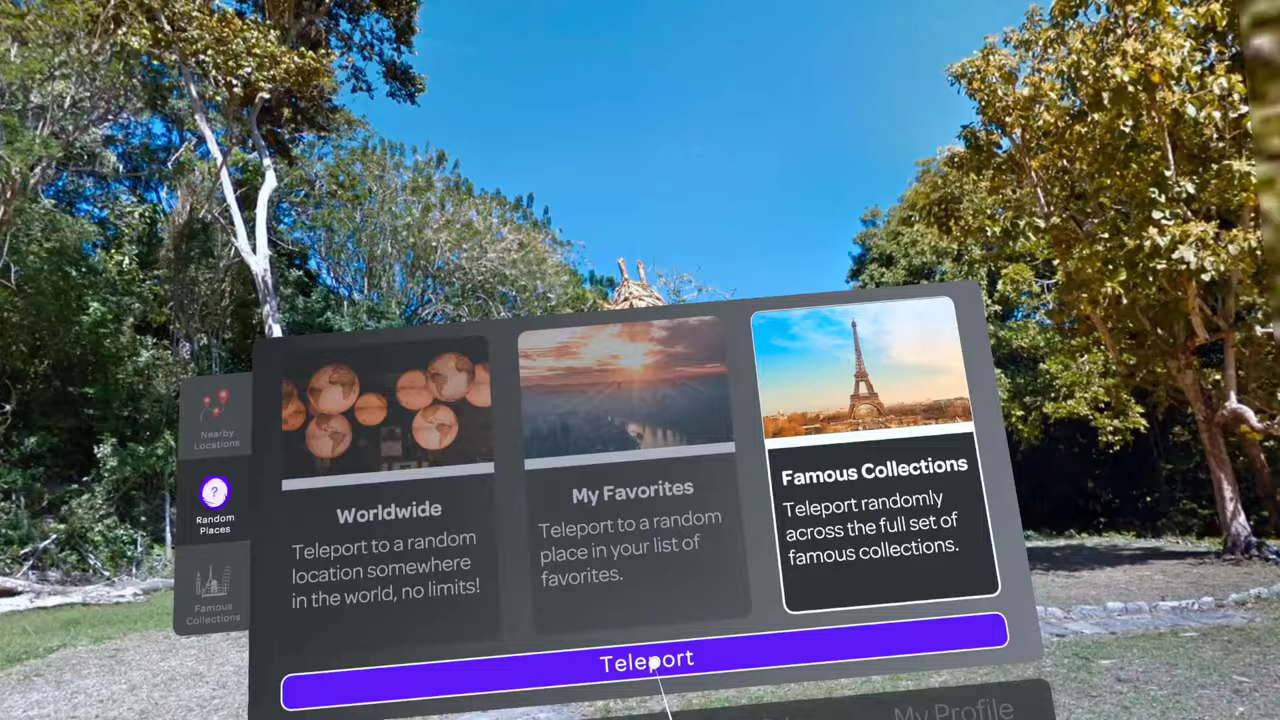 Nearby
Locations
?
Random
Places
Famous
Collections
Worldwide
Teleport to a random
location somewhere
in the world, no limits!
My Favorites
Teleport to a random
place in your list of
favorites.
Famous Collections
Teleport randomly
across the full set of
famous collections.
Teleport
My Profile